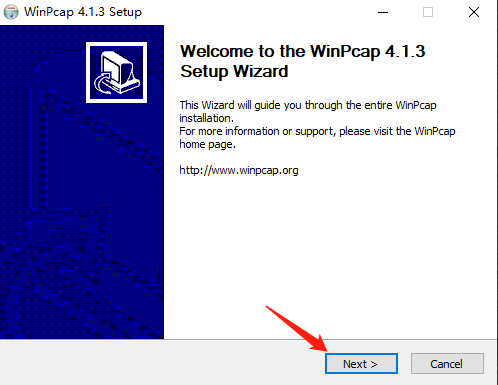 WinPcap 4.1.3 Setup
Welcome to the WinPcap 4.1.3
Setup Wizard
This Wizard will guide you through the entire WinPcap
installation.
For more information or support, please visit the WinPcap
home page.
http://www.winpcap.org
Next >
Cancel